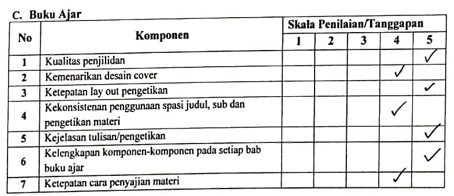 C. Buku Ajar
No Komponen Skala Penilaian/Tanggapan
1 2 3 4 5
1 Kualitas penjilidan ✓
2 Kemenarikan desain cover ✓
3 Ketepatan lay out pengetikan ✓
4 Kekonsistenan penggunaan spasi judul, sub dan
pengetikan materi ✓
5 Kejelasan tulisan/pengetikan ✓
6 Kelengkapan komponen-komponen pada setiap bab
buku ajar ✓
7 Ketepatan cara penyajian materi ✓